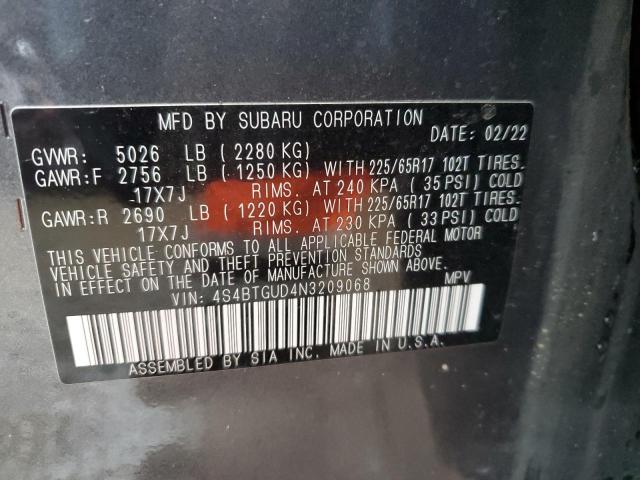 MFD BY SUBARU CORPORATION
DATE: 02/22
GVWR: 5026 LB (2280 KG)
GAWR:F 2756 LB (1250 KG) WITH 225/65R17 102T TIRES.
17X7J RIMS. AT 240 KPA (35 PSI) COLD
GAWR:R 2690 LB (1220 KG) WITH 225/65R17 102T TIRES.
17X7J RIMS. AT 230 KPA (33 PSI) COLD
THIS VEHICLE CONFORMS TO ALL APPLICABLE FEDERAL MOTOR
VEHICLE SAFETY AND THEFT PREVENTION STANDARDS
IN EFFECT ON THE DATE OF MANUFACTURE SHOWN ABOVE.
VIN: 4S4BTGUD4N3209068 MPV
ASSEMBLED BY SIA INC. MADE IN U.S.A.